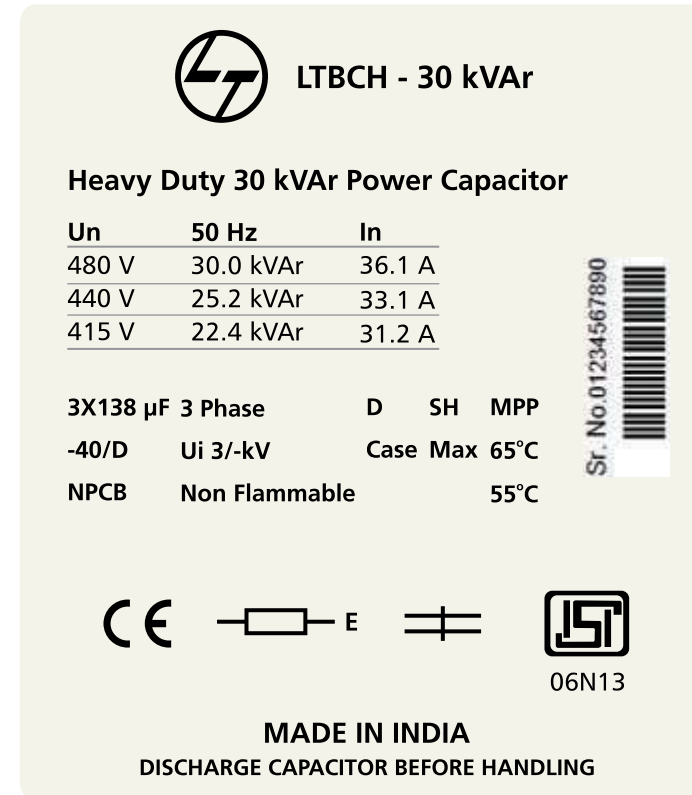 LT
LTBCH - 30 kVAr
Heavy Duty 30 kVAr Power Capacitor
Un 50 Hz In
480 V 30.0 kVAr 36.1 A
440 V 25.2 kVAr 33.1 A
415 V 22.4 kVAr 31.2 A
Sr. No.01234567890
3X138 µF 3 Phase D SH MPP
-40/D Ui 3/-kV Case Max 65°C
NPCB Non Flammable 55°C
CE E ISI
06N13
MADE IN INDIA
DISCHARGE CAPACITOR BEFORE HANDLING